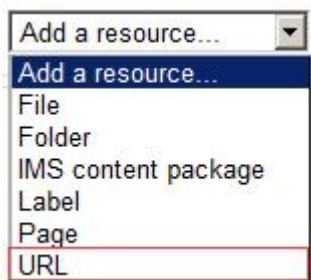 Add a resource...
Add a resource...
File
Folder
IMS content package
Label
Page
URL